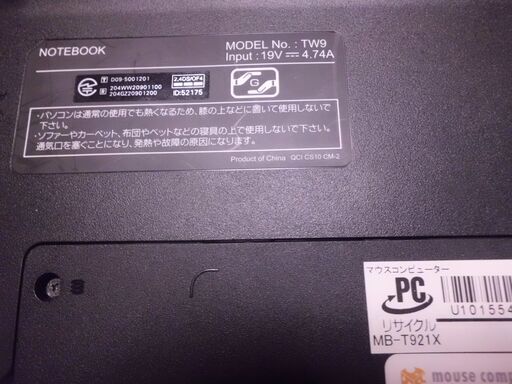 NOTEBOOK
MODEL No. : TW9
Input : 19V⎓4.74A
T D09-5001201
R 204WW20901100
204GZ20901200
2.4DS/OF4
ID:52175
G
・パソコンは通常の使用でも熱くなるため、膝の上などに置いて使用しないで
下さい。
・ソファーやカーペット、布団やベットなどの寝具の上で使用しないで下さい。
通気口を塞ぐことになり、発熱や故障の原因になります。
Product of China QCI CS10 CM-2
マウスコンピューター
PC
リサイクル
U101554
MB-T921X
mouse comp